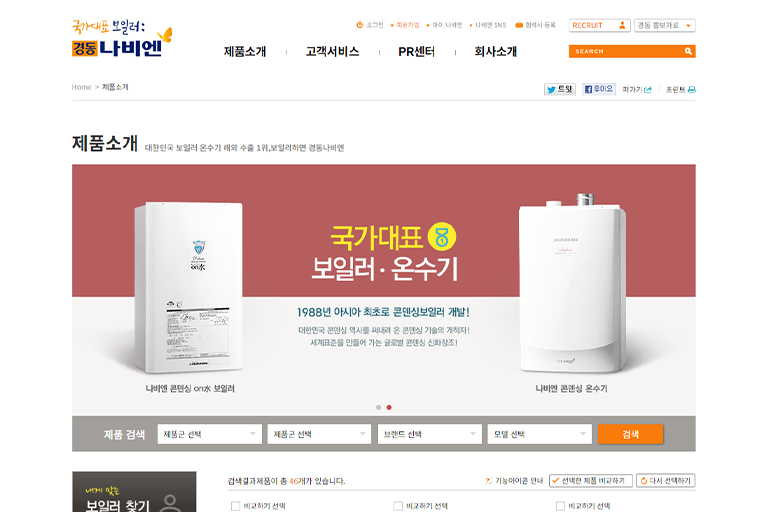 국가대표 보일러:
경동 나비엔
로그인 회원가입 마이 나비엔 나비엔 SNS 협력사 등록
RECRUIT
경동 홍보자료
제품소개 고객서비스 PR센터 회사소개
SEARCH
Home > 제품소개
트윗 좋아요 퍼가기 프린트
제품소개 대한민국 보일러 온수기 해외 수출 1위,보일러하면 경동나비엔
국가대표
보일러 · 온수기
1988년 아시아 최초로 콘덴싱보일러 개발!
대한민국 콘덴싱 역사를 써내려 온 콘덴싱 기술의 개척자!
세계표준을 만들어 가는 글로벌 콘덴싱 신화창조!
on水
나비엔 콘덴싱 on水 보일러
나비엔 콘덴싱 온수기
제품 검색 제품군 선택 제품군 선택 브랜드 선택 모델 선택 검색
내게 맞는
보일러 찾기
검색결과제품이 총 46개가 있습니다.
기능아이콘 안내 선택한 제품 비교하기 다시 선택하기
비교하기 선택 비교하기 선택 비교하기 선택